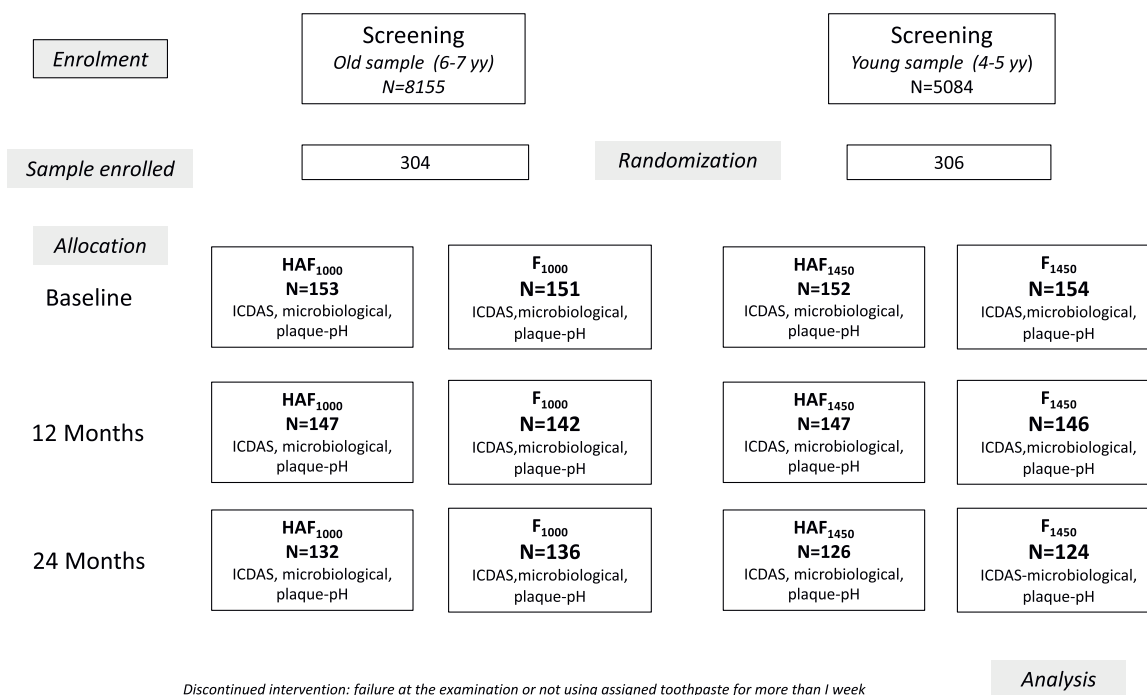 Enrolment
Screening
Old sample (6-7 yy)
N=8155
Screening
Young sample (4-5 yy)
N=5084
Sample enrolled
304
Randomization
306
Allocation
Baseline
HAF1000
N=153
ICDAS, microbiological,
plaque-pH
F1000
N=151
ICDAS,microbiological,
plaque-pH
HAF1450
N=152
ICDAS, microbiological,
plaque-pH
F1450
N=154
ICDAS,microbiological,
plaque-pH
12 Months
HAF1000
N=147
ICDAS, microbiological,
plaque-pH
F1000
N=142
ICDAS,microbiological,
plaque-pH
HAF1450
N=147
ICDAS, microbiological,
plaque-pH
F1450
N=146
ICDAS,microbiological,
plaque-pH
24 Months
HAF1000
N=132
ICDAS, microbiological,
plaque-pH
F1000
N=136
ICDAS,microbiological,
plaque-pH
HAF1450
N=126
ICDAS, microbiological,
plaque-pH
F1450
N=124
ICDAS-microbiological,
plaque-pH
Analysis
Discontinued intervention: failure at the examination or not using assigned toothpaste for more than I week